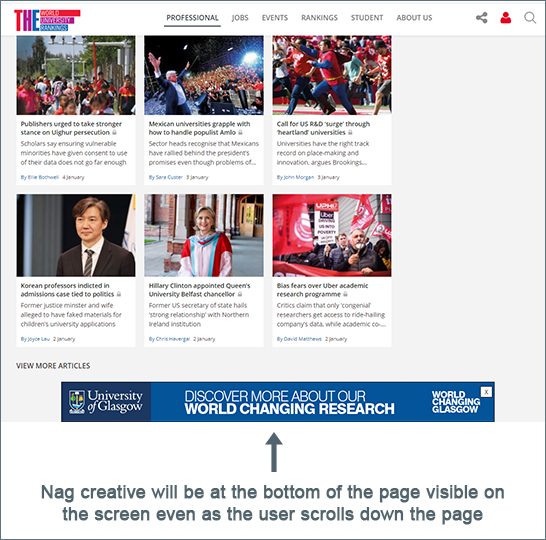 THE
WORLD
UNIVERSITY
RANKINGS
PROFESSIONAL JOBS EVENTS RANKINGS STUDENT ABOUT US
Publishers urged to take stronger
stance on Uighur persecution
Scholars say ensuring vulnerable
minorities have given consent to use
of their data does not go far enough
By Ellie Bothwell 4 January
Mexican universities grapple with
how to handle populist Amlo
Sector heads recognise that Mexicans
have rallied behind the president's
promises even though problems of...
By Sara Custer 3 January
Call for US R&D 'surge' through
'heartland' universities
Universities have the right track
record on place-making and
innovation, argues Brookings...
By John Morgan 3 January
UPHD
Uber
DRIVING
US INTO
POVERTY
Korean professors indicted in
admissions case tied to politics
Former justice minster and wife
alleged to have faked materials for
children's university applications
By Joyce Lau 2 January
Hillary Clinton appointed Queen's
University Belfast chancellor
Former US secretary of state hails
'strong relationship' with Northern
Ireland institution
By Chris Havergal 2 January
Bias fears over Uber academic
research programme
Critics claim that only 'congenial'
researchers get access to ride-hailing
company's data, while academic co-...
By David Matthews 2 January
VIEW MORE ARTICLES
University
of Glasgow
DISCOVER MORE ABOUT OUR
WORLD CHANGING RESEARCH
WORLD
CHANGING
GLASGOW
X
Nag creative will be at the bottom of the page visible on
the screen even as the user scrolls down the page